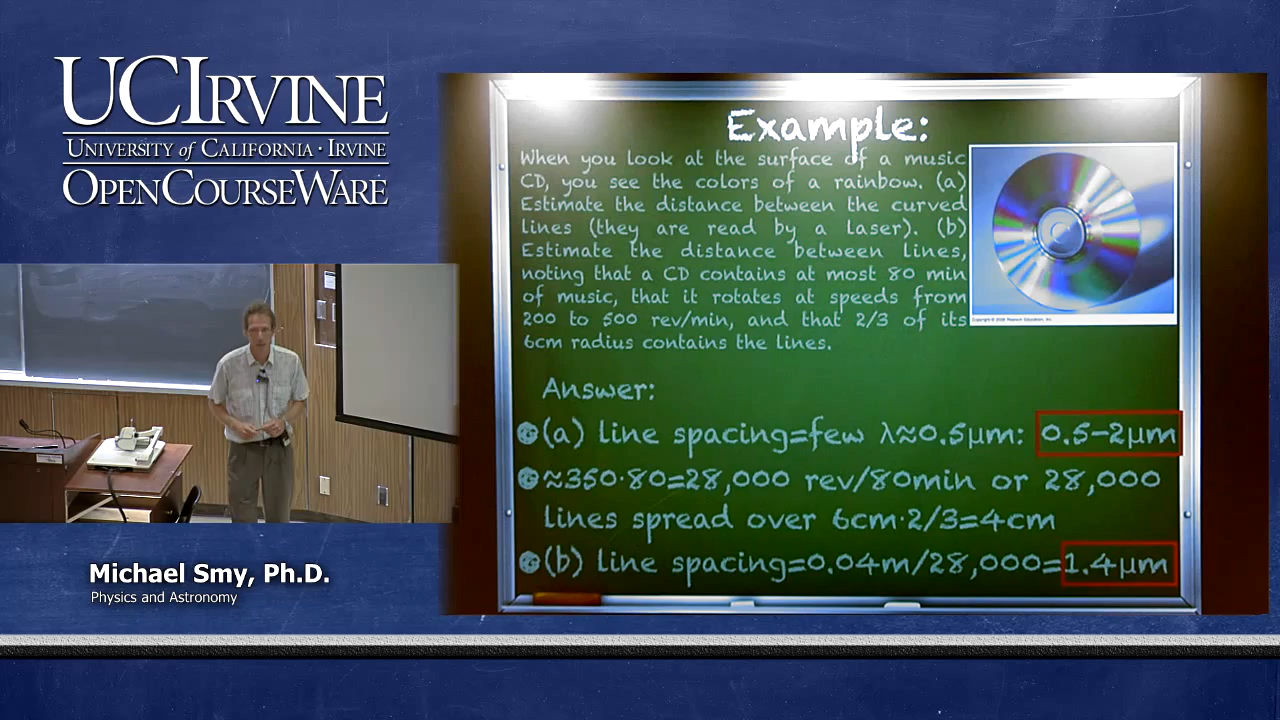 UCIRVINE
UNIVERSITY of CALIFORNIA · IRVINE
OPENCOURSEWARE
Michael Smy, Ph.D.
Physics and Astronomy
Example:
When you look at the surface of a music
CD, you see the colors of a rainbow. (a)
Estimate the distance between the curved
lines (they are read by a laser). (b)
Estimate the distance between lines,
noting that a CD contains at most 80 min
of music, that it rotates at speeds from
200 to 500 rev/min, and that 2/3 of its
6cm radius contains the lines.
Copyright © 2008 Pearson Education, Inc.
Answer:
(a) line spacing=few λ≈0.5μm: 0.5–2μm
≈350·80=28,000 rev/80min or 28,000
lines spread over 6cm·2/3=4cm
(b) line spacing=0.04m/28,000=1.4μm